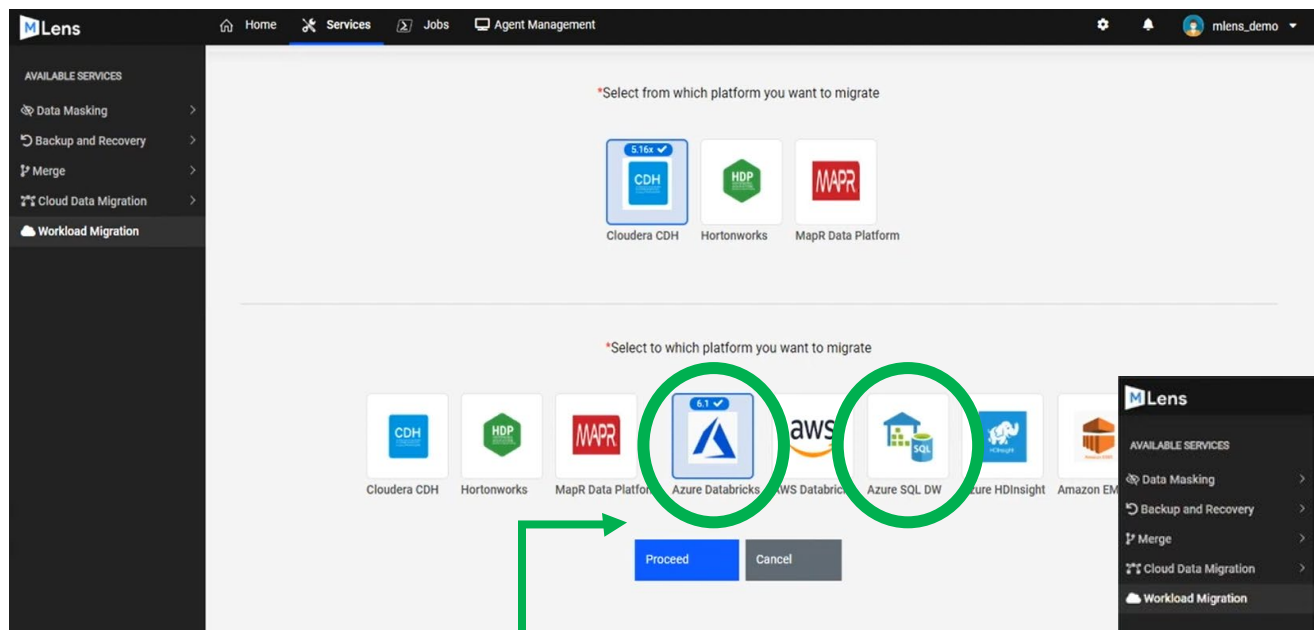 MLens
Home
Services
Jobs
Agent Management
mlens_demo
AVAILABLE SERVICES
Data Masking
Backup and Recovery
Merge
Cloud Data Migration
Workload Migration
*Select from which platform you want to migrate
5.16x
CDH
HDP
MAPR
Cloudera CDH
Hortonworks
MapR Data Platform
*Select to which platform you want to migrate
6.1
CDH
HDP
MAPR
aws
SQL
HDInsight
Cloudera CDH
Hortonworks
MapR Data Platfor
Azure Databricks
AWS Databric
Azure SQL DW
zure HDInsight
Amazon EM
Proceed
Cancel
MLens
AVAILABLE SERVICES
Data Masking
Backup and Recovery
Merge
Cloud Data Migration
Workload Migration